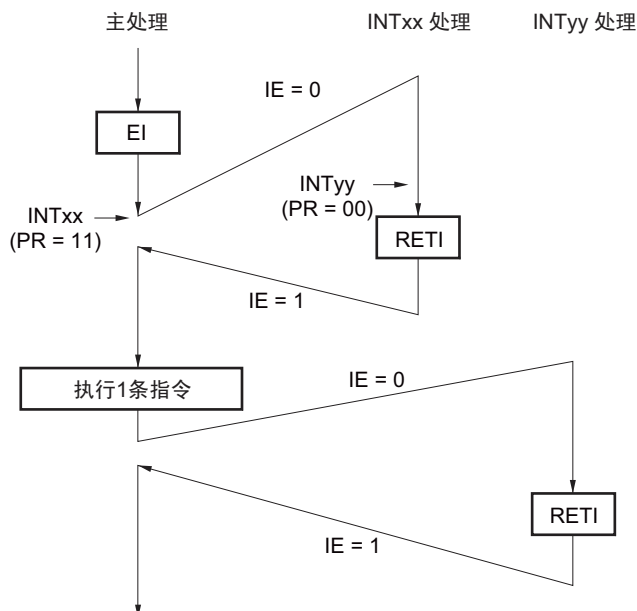 主处理
INTxx 处理
INTyy 处理
IE = 0
EI
INTxx
(PR = 11)
INTyy
(PR = 00)
RETI
IE = 1
执行1条指令
IE = 0
RETI
IE = 1